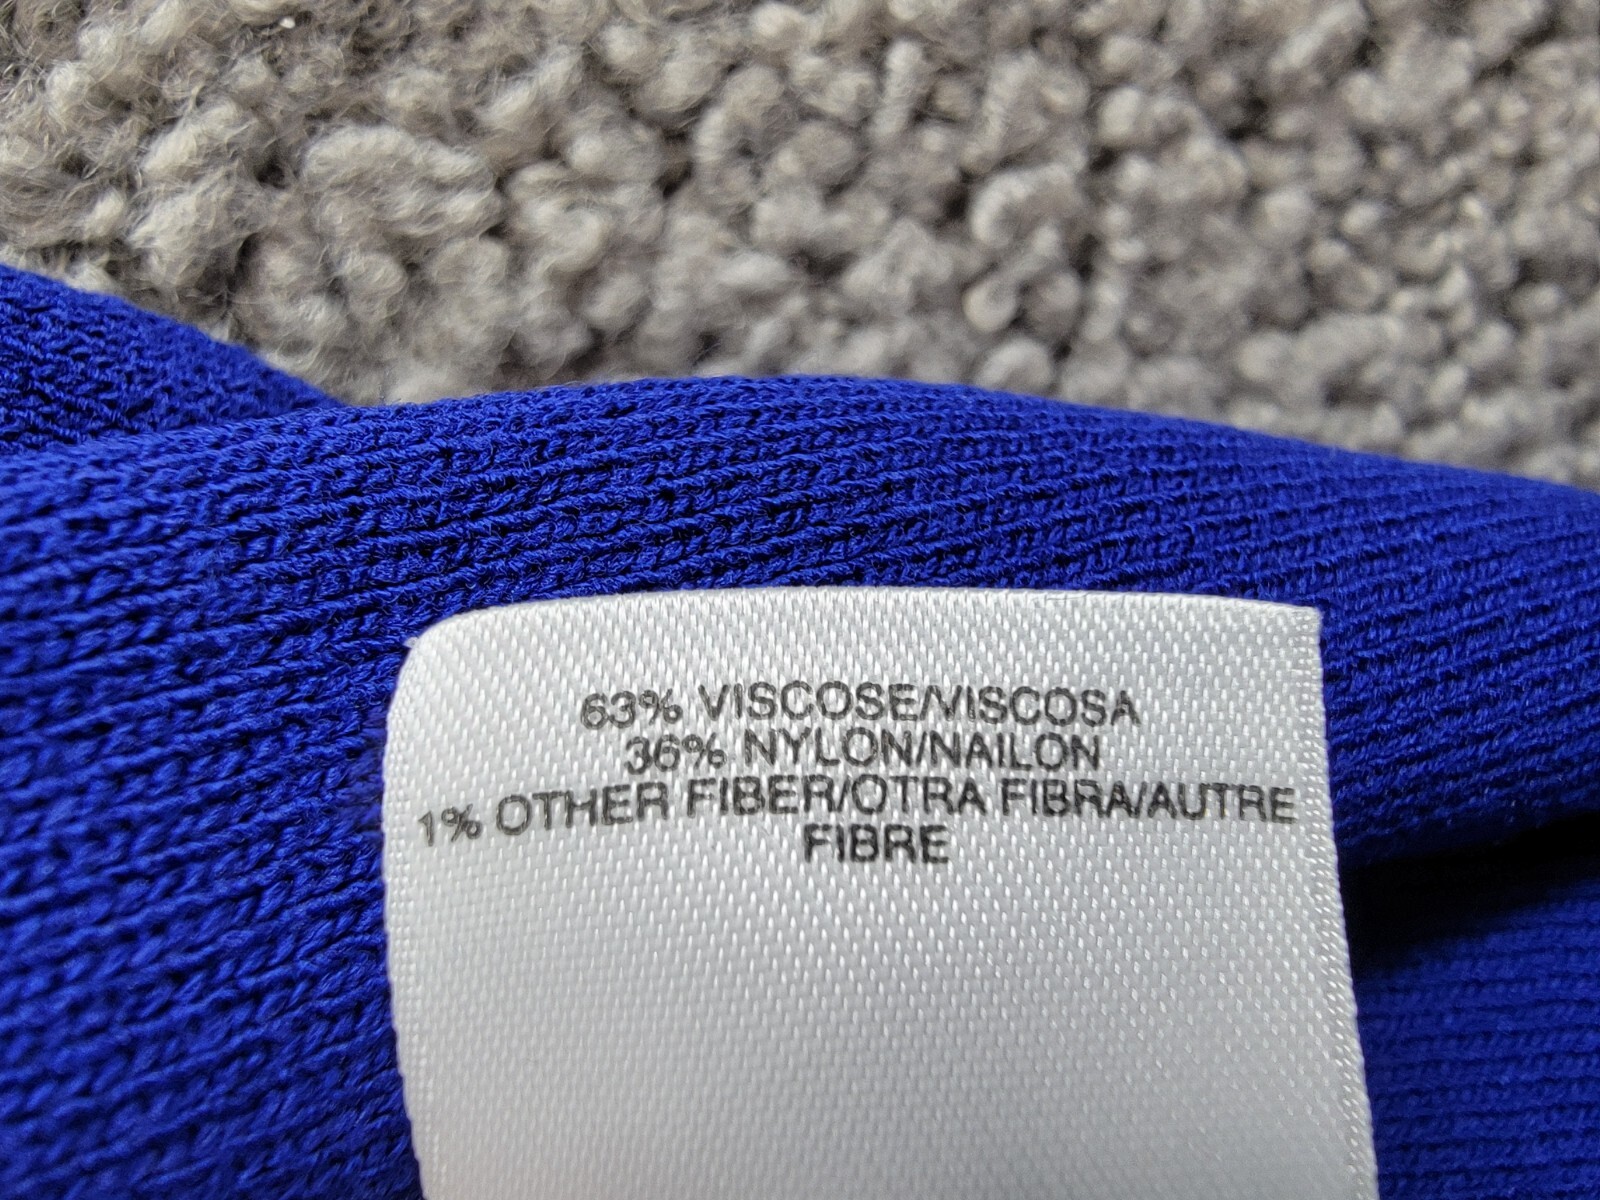 63% VISCOSE/VISCOSA
36% NYLON/NAILON
1% OTHER FIBER/OTRA FIBRA/AUTRE
FIBRE